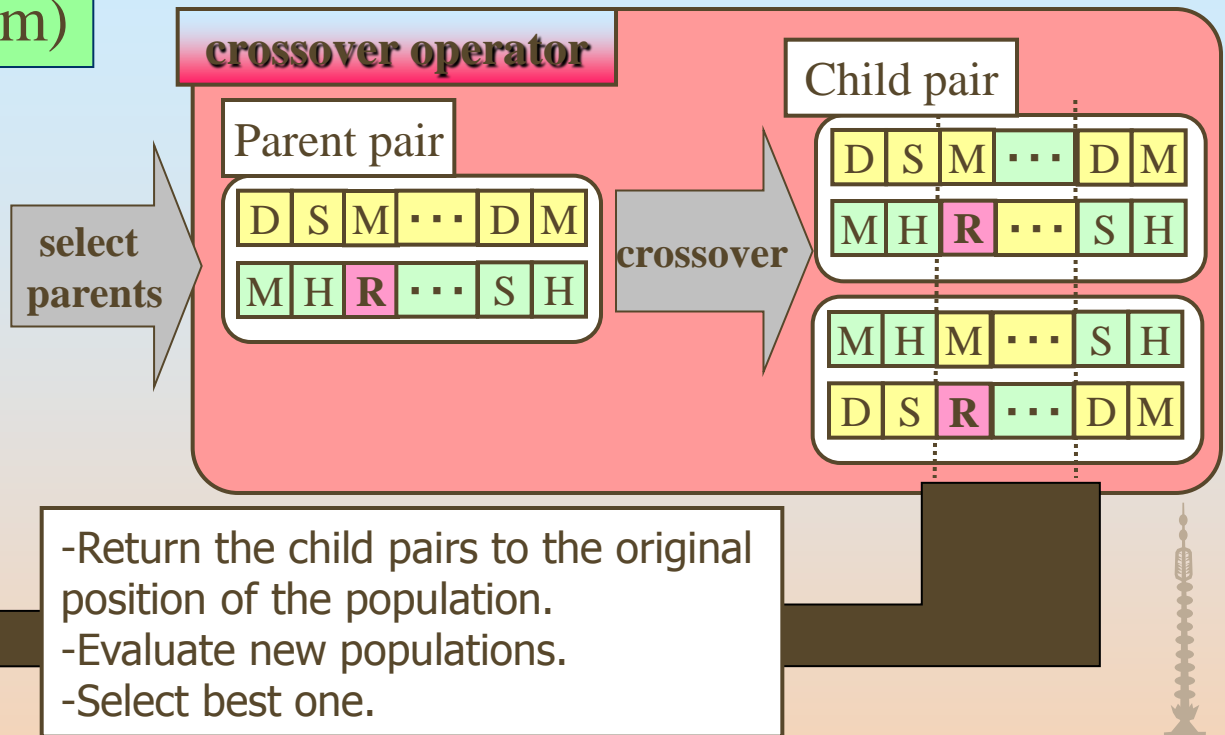 m)
crossover operator
Parent pair
Child pair
select
parents
D S M ··· D M
M H R ··· S H
crossover
D S M ··· D M
M H R ··· S H
M H M ··· S H
D S R ··· D M
-Return the child pairs to the original
position of the population.
-Evaluate new populations.
-Select best one.